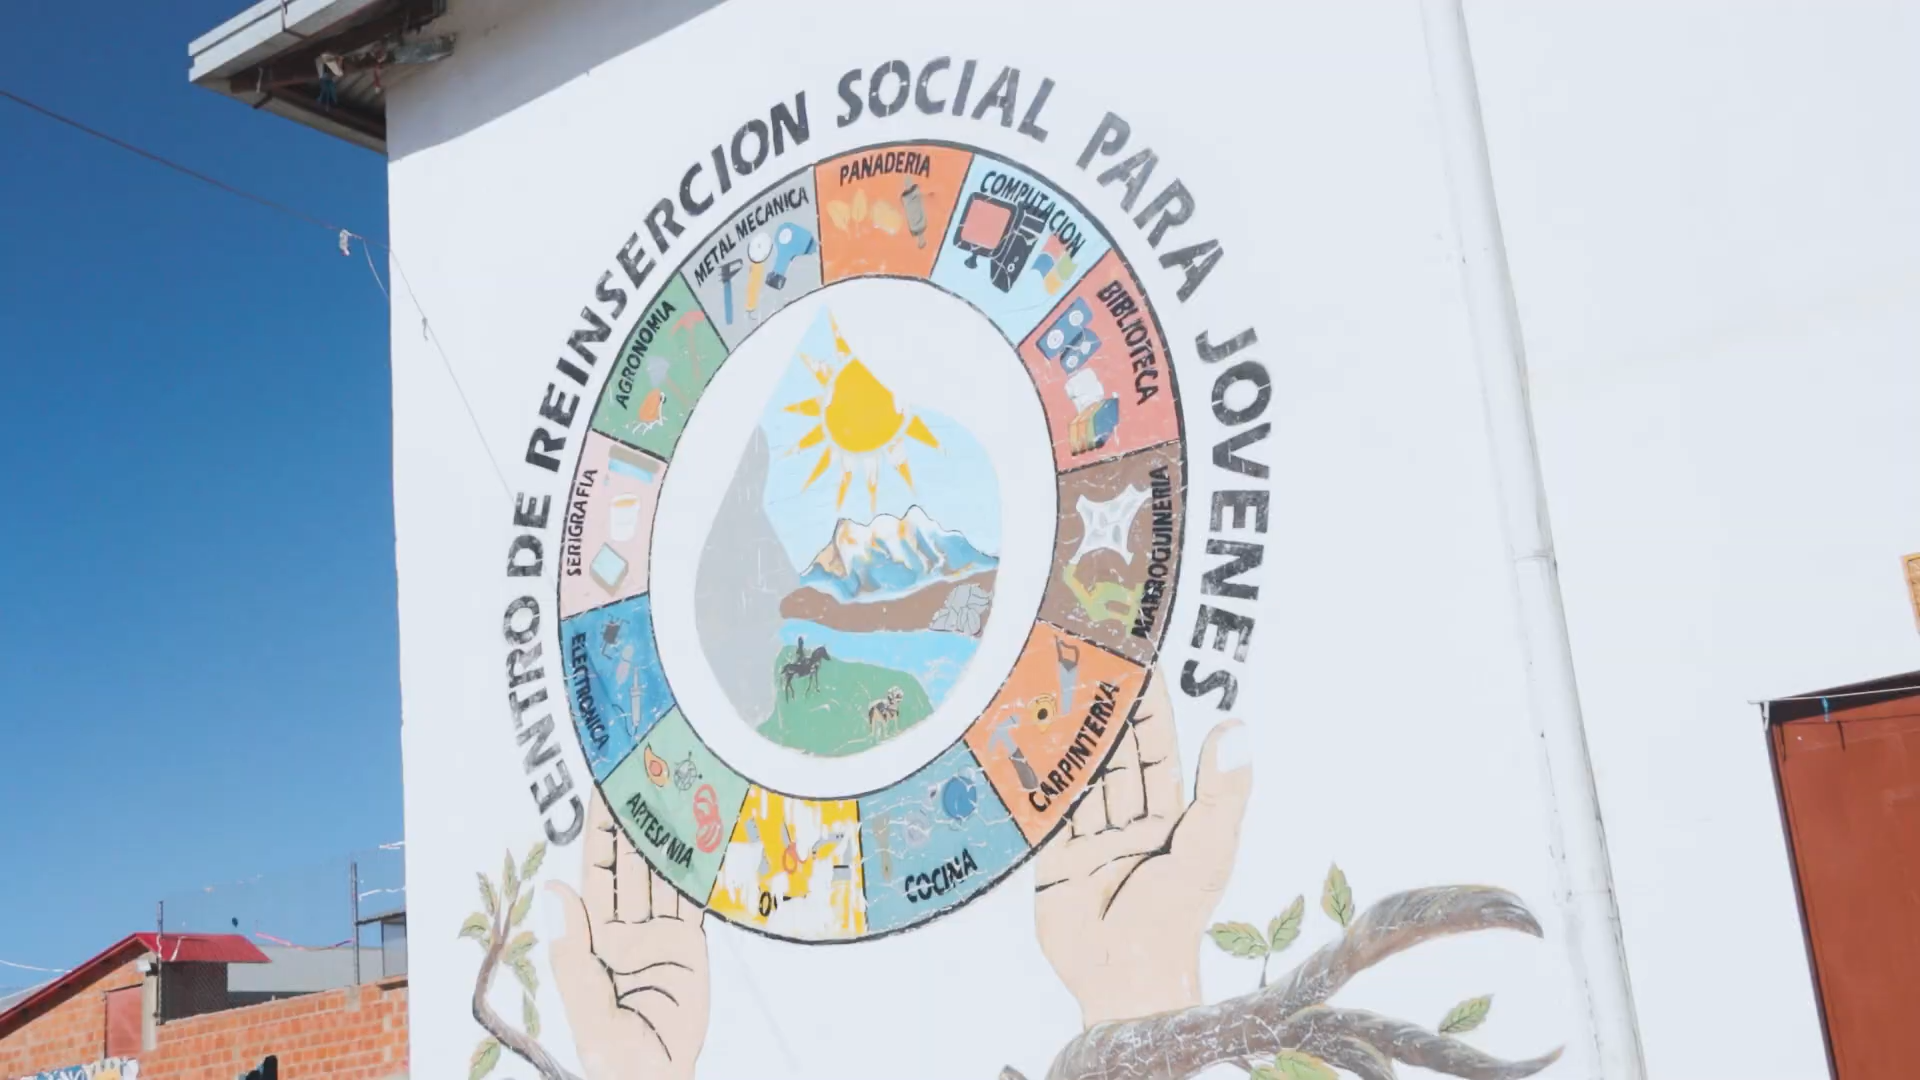 CENTRO DE REINSERCION SOCIAL PARA JOVENES
PANADERIA
COMPUTACION
BIBLIOTECA
MARROQUINERIA
CARPINTERIA
COCINA
ARTESANIA
ELECTRONICA
SERIGRAFIA
AGRONOMIA
METAL MECANICA